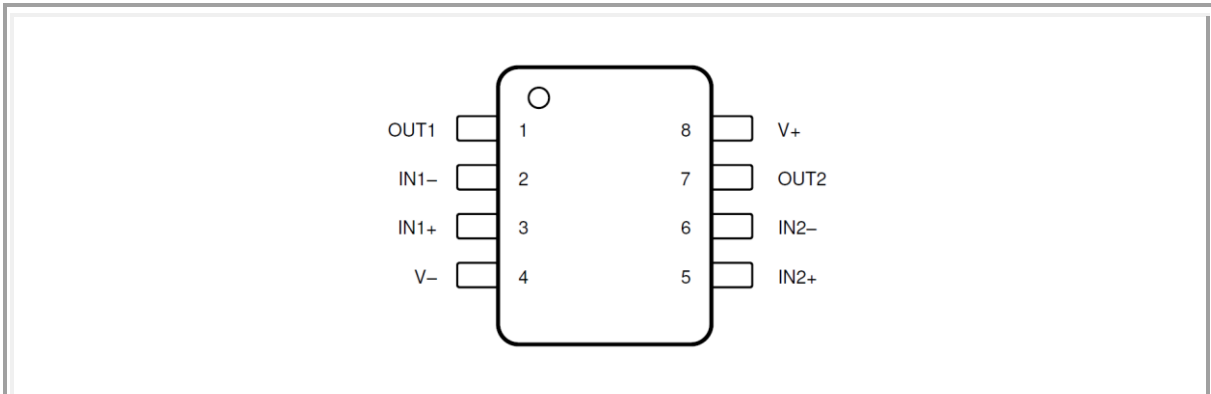 OUT1 1 8 V+
IN1– 2 7 OUT2
IN1+ 3 6 IN2–
V– 4 5 IN2+